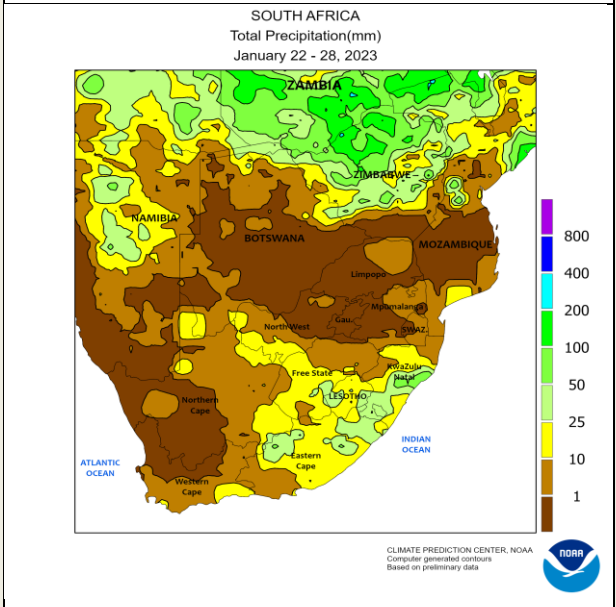 SOUTH AFRICA
Total Precipitation(mm)
January 22 - 28, 2023
ZAMBIA
ZIMBABWE
NAMIBIA
BOTSWANA
MOZAMBIQUE
Limpopo
Mpumalanga
Gau.
North-West
SWAZ.
Free State
KwaZulu
Natal
LESOTHO
Northern
Cape
Eastern
Cape
Western
Cape
ATLANTIC
OCEAN
INDIAN
OCEAN
800
400
200
100
50
25
10
1
CLIMATE PREDICTION CENTER, NOAA
Computer generated contours
Based on preliminary data
NOAA